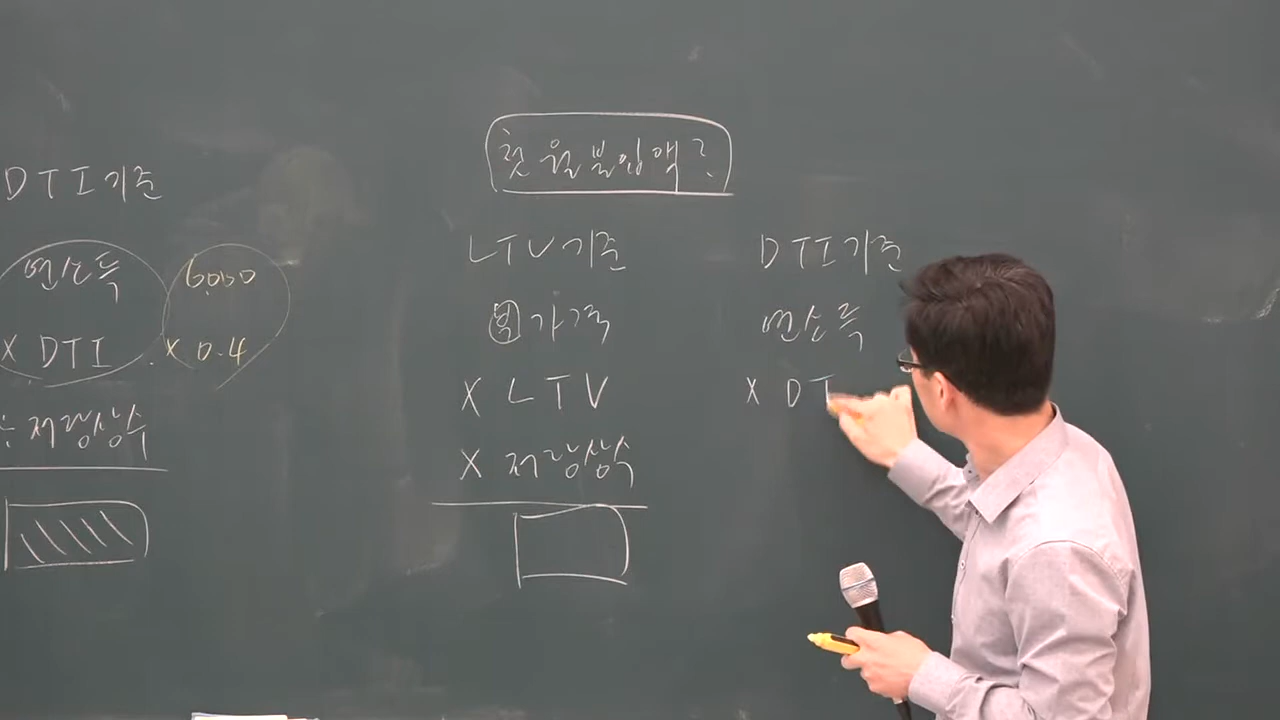 DTI기준
연소득 6000
X DTI X 0.4
÷ 저당상수
첫 월불입액?
LTV기준
부 가격
X LTV
X 저당상수
DTI기준
연소득
X DT